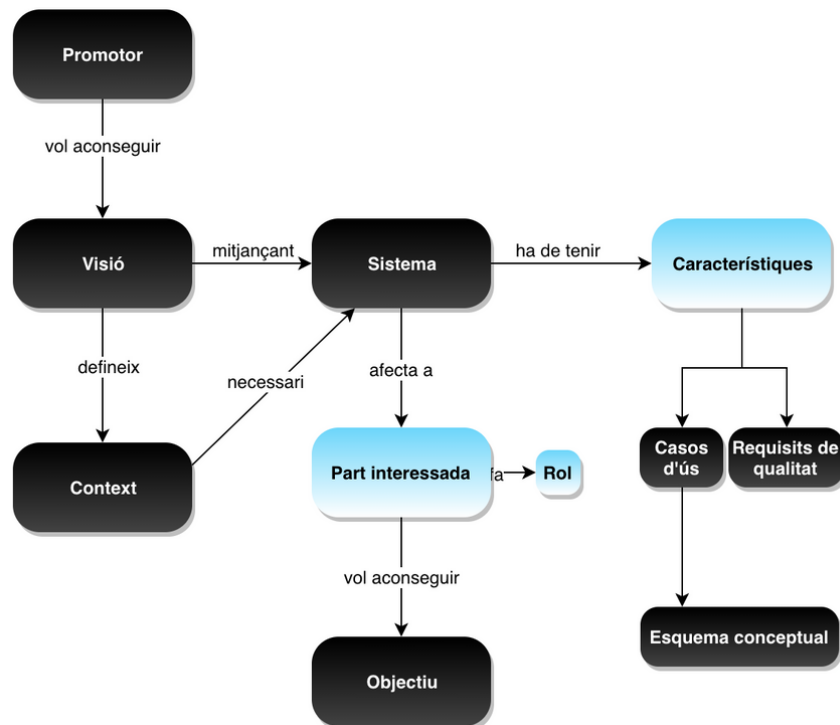 Promotor
vol aconseguir
Visió
mitjançant
Sistema
ha de tenir
Característiques
defineix
necessari
afecta a
Context
Part interessada
fa
Rol
Casos
d'ús
Requisits de
qualitat
vol aconseguir
Esquema conceptual
Objectiu